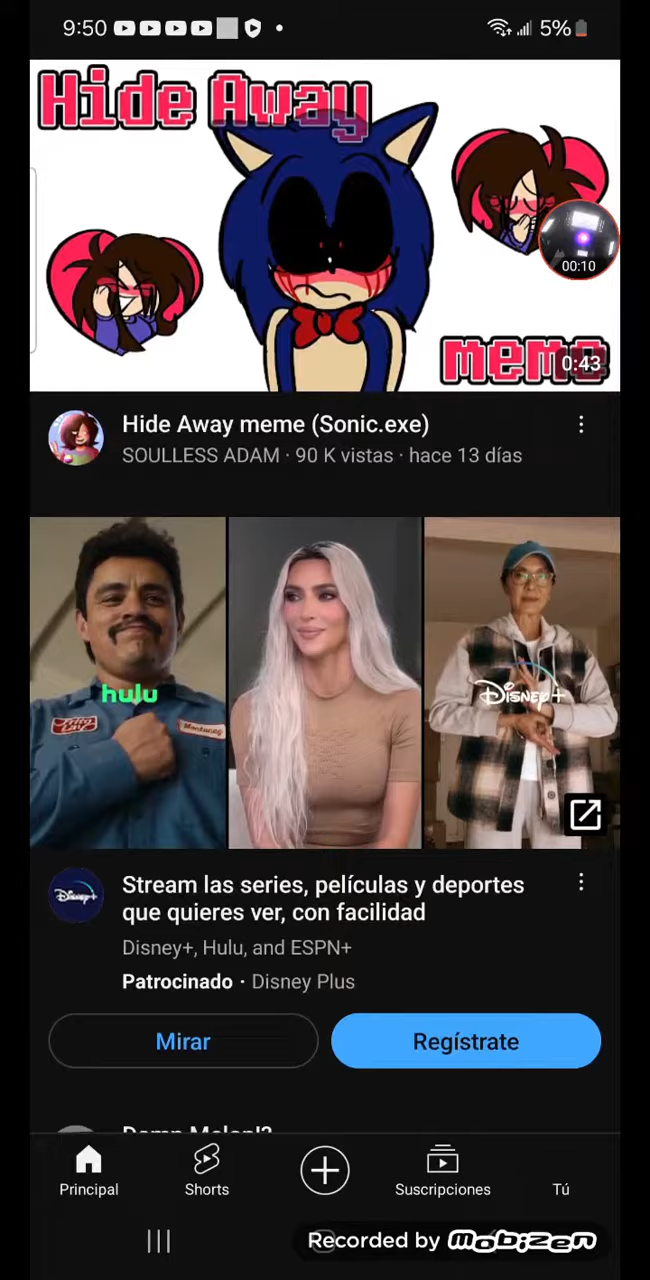 9:50
5%
Hide Away
00:10
meme
0:43
Hide Away meme (Sonic.exe)
SOULLESS ADAM · 90 K vistas · hace 13 días
hulu
Disney+
Disney+
Stream las series, películas y deportes
que quieres ver, con facilidad
Disney+, Hulu, and ESPN+
Patrocinado · Disney Plus
Mirar
Regístrate
Principal
Shorts
Suscripciones
Tú
Recorded by mobizen